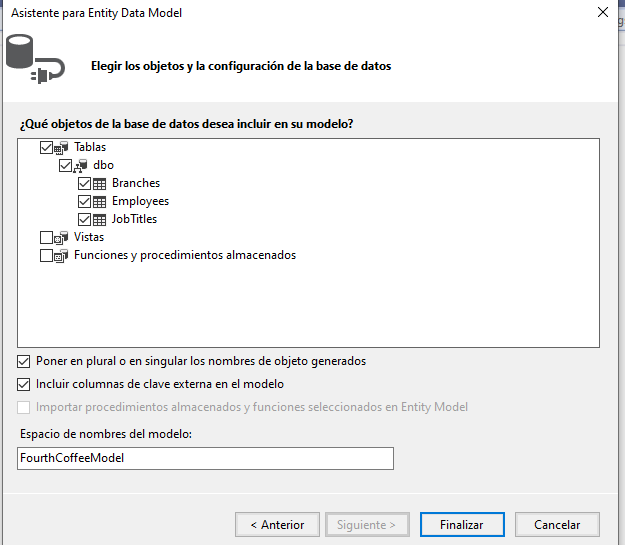 Asistente para Entity Data Model
Elegir los objetos y la configuración de la base de datos
¿Qué objetos de la base de datos desea incluir en su modelo?
Tablas
dbo
Branches
Employees
JobTitles
Vistas
Funciones y procedimientos almacenados
Poner en plural o en singular los nombres de objeto generados
Incluir columnas de clave externa en el modelo
Importar procedimientos almacenados y funciones seleccionados en Entity Model
Espacio de nombres del modelo:
FourthCoffeeModel
< Anterior Siguiente > Finalizar Cancelar